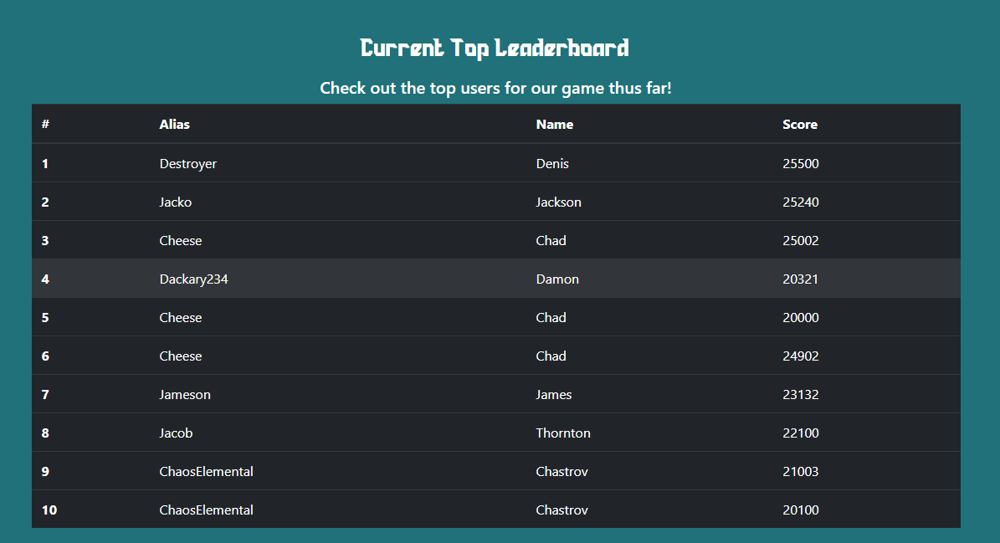 Current Top Leaderboard
Check out the top users for our game thus far!
# Alias Name Score
1 Destroyer Denis 25500
2 Jacko Jackson 25240
3 Cheese Chad 25002
4 Dackary234 Damon 20321
5 Cheese Chad 20000
6 Cheese Chad 24902
7 Jameson James 23132
8 Jacob Thornton 22100
9 ChaosElemental Chastrov 21003
10 ChaosElemental Chastrov 20100